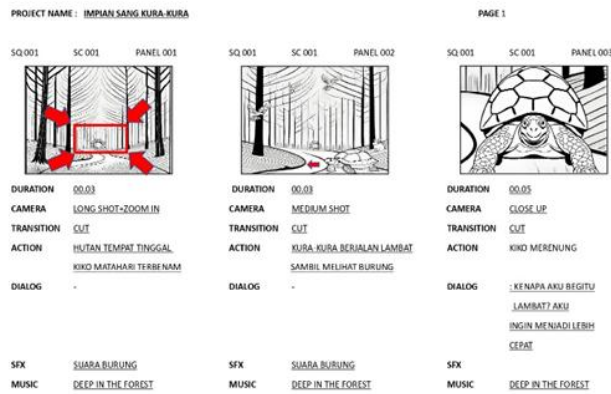 PROJECT NAME : IMPIAN SANG KURA-KURA
PAGE 1
SQ 001 SC 001 PANEL 001
DURATION 00.03
CAMERA LONG SHOT+ZOOM IN
TRANSITION CUT
ACTION HUTAN TEMPAT TINGGAL
KIKO MATAHARI TERBENAM
DIALOG -
SFX SUARA BURUNG
MUSIC DEEP IN THE FOREST
SQ 001 SC 001 PANEL 002
DURATION 00.03
CAMERA MEDIUM SHOT
TRANSITION CUT
ACTION KURA-KURA BERJALAN LAMBAT
SAMBIL MELIHAT BURUNG
DIALOG -
SFX SUARA BURUNG
MUSIC DEEP IN THE FOREST
SQ 001 SC 001 PANEL 003
DURATION 00.05
CAMERA CLOSE UP
TRANSITION CUT
ACTION KIKO MERENUNG
DIALOG : KENAPA AKU BEGITU
LAMBAT? AKU
INGIN MENJADI LEBIH
CEPAT
SFX
MUSIC DEEP IN THE FOREST